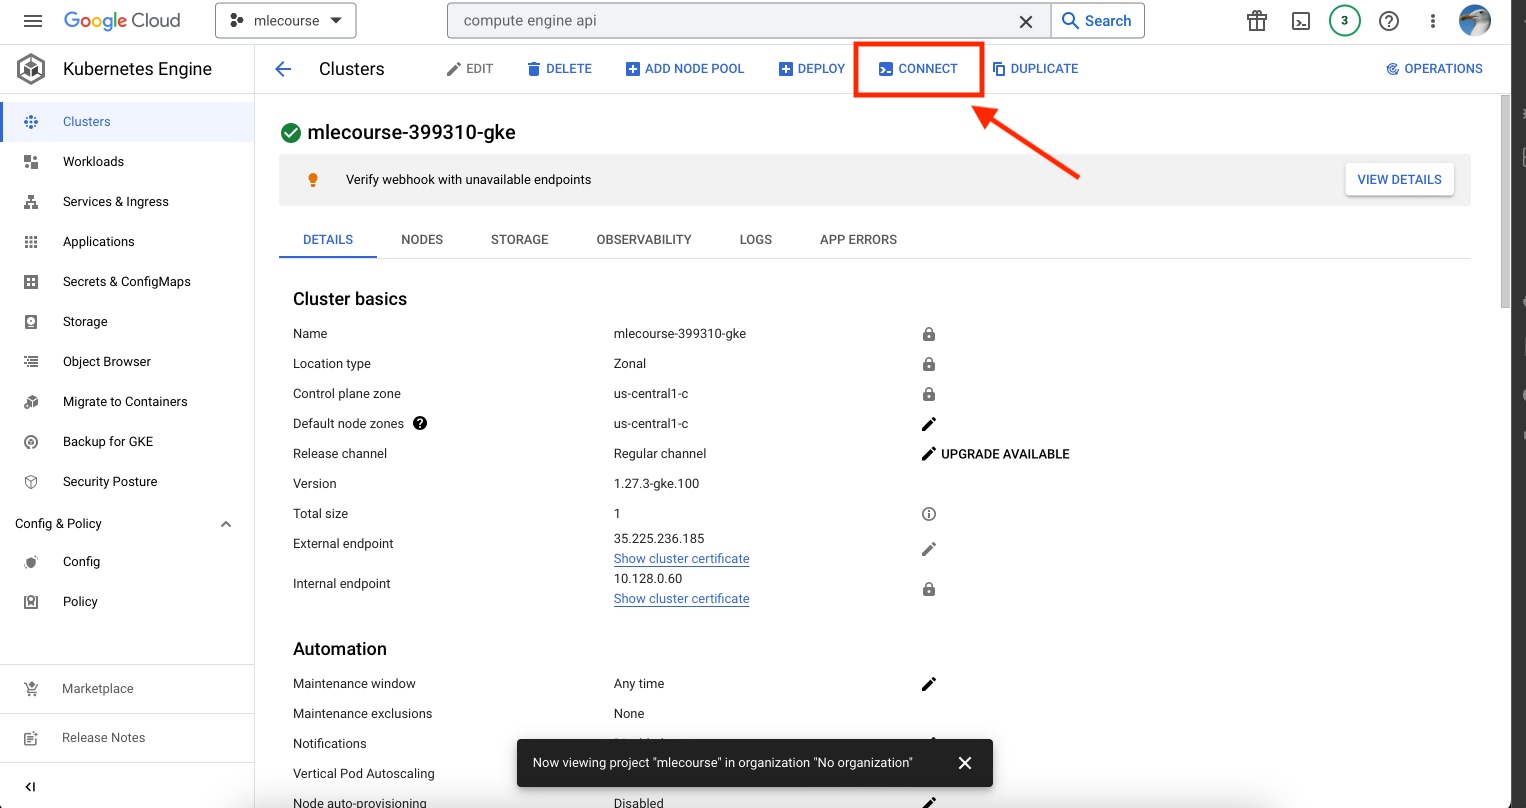 Google Cloud
mlecourse
compute engine api
Search
3
Kubernetes Engine
Clusters
EDIT
DELETE
ADD NODE POOL
DEPLOY
CONNECT
DUPLICATE
OPERATIONS
Clusters
Workloads
Services & Ingress
Applications
Secrets & ConfigMaps
Storage
Object Browser
Migrate to Containers
Backup for GKE
Security Posture
Config & Policy
Config
Policy
Marketplace
Release Notes
mlecourse-399310-gke
Verify webhook with unavailable endpoints
VIEW DETAILS
DETAILS
NODES
STORAGE
OBSERVABILITY
LOGS
APP ERRORS
Cluster basics
Name mlecourse-399310-gke
Location type Zonal
Control plane zone us-central1-c
Default node zones us-central1-c
Release channel Regular channel UPGRADE AVAILABLE
Version 1.27.3-gke.100
Total size 1
External endpoint 35.225.236.185
Show cluster certificate
Internal endpoint 10.128.0.60
Show cluster certificate
Automation
Maintenance window Any time
Maintenance exclusions None
Notifications
Vertical Pod Autoscaling
Node auto-provisioning Disabled
Now viewing project "mlecourse" in organization "No organization"